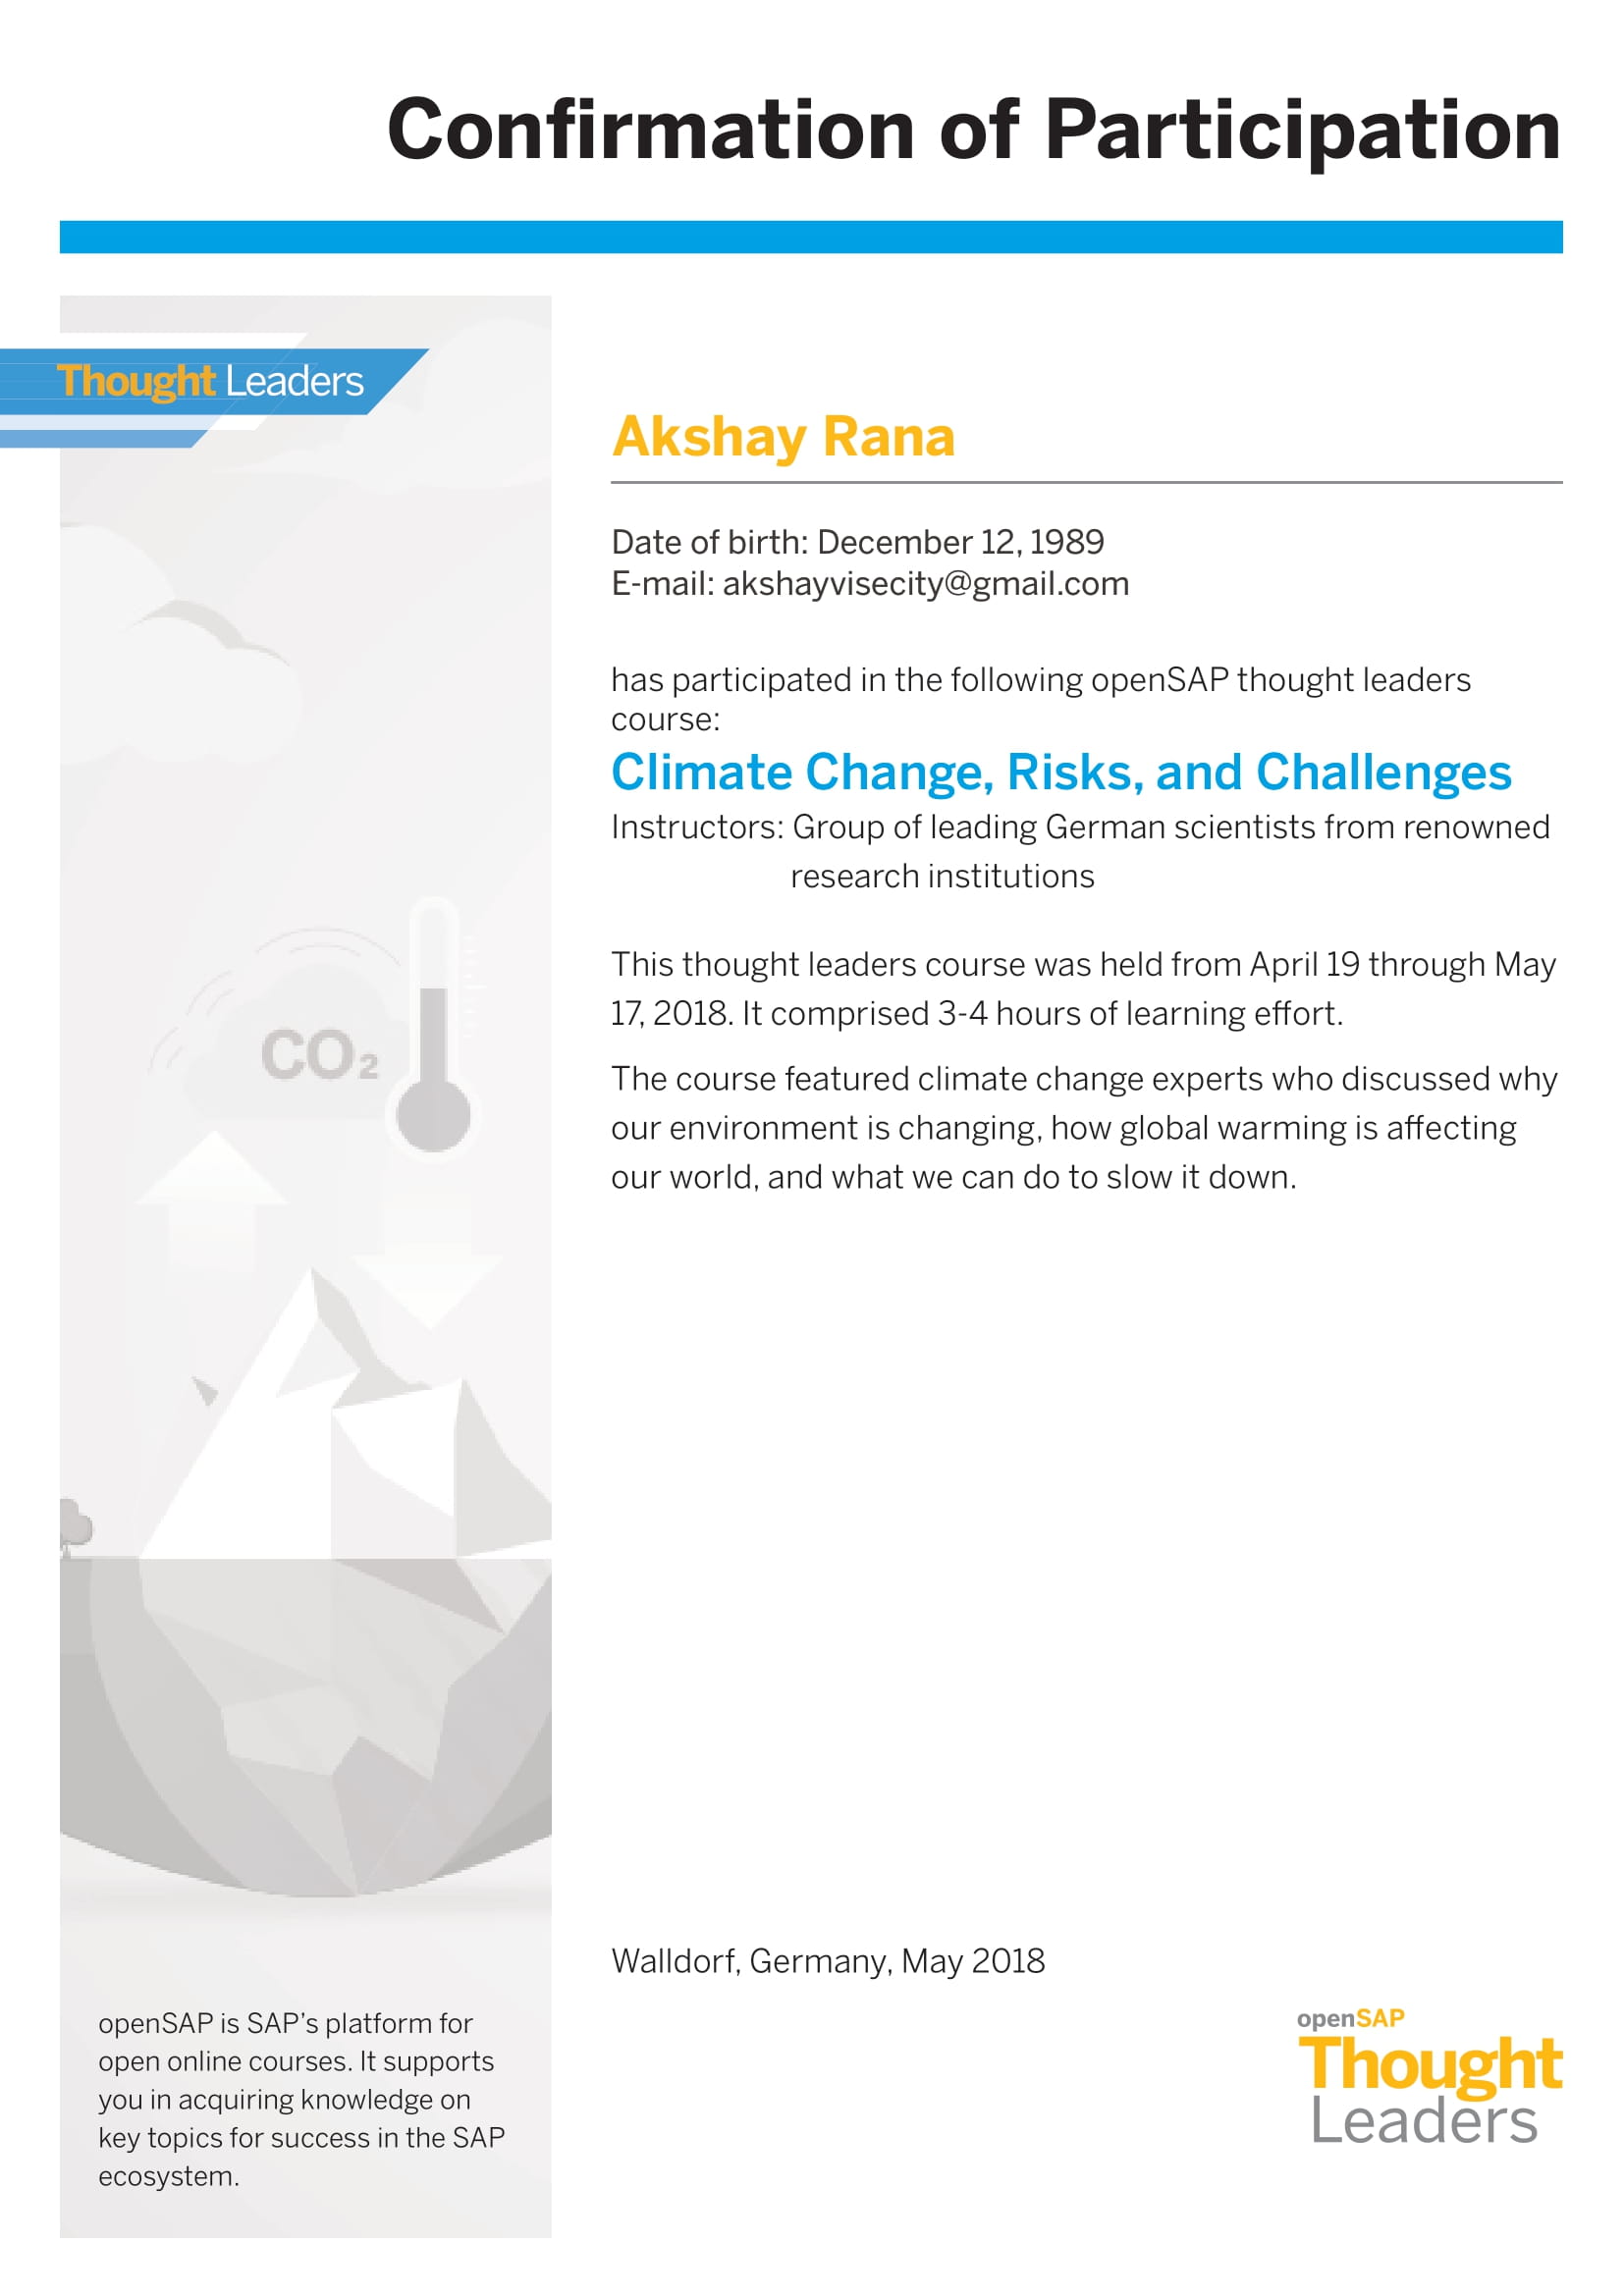 Confirmation of Participation
Thought Leaders
Akshay Rana
Date of birth: December 12, 1989
E-mail: akshayvisecity@gmail.com
has participated in the following openSAP thought leaders
course:
Climate Change, Risks, and Challenges
Instructors: Group of leading German scientists from renowned
research institutions
This thought leaders course was held from April 19 through May
17, 2018. It comprised 3-4 hours of learning effort.
The course featured climate change experts who discussed why
our environment is changing, how global warming is affecting
our world, and what we can do to slow it down.
CO₂
Walldorf, Germany, May 2018
openSAP is SAP's platform for
open online courses. It supports
you in acquiring knowledge on
key topics for success in the SAP
ecosystem.
openSAP
Thought
Leaders